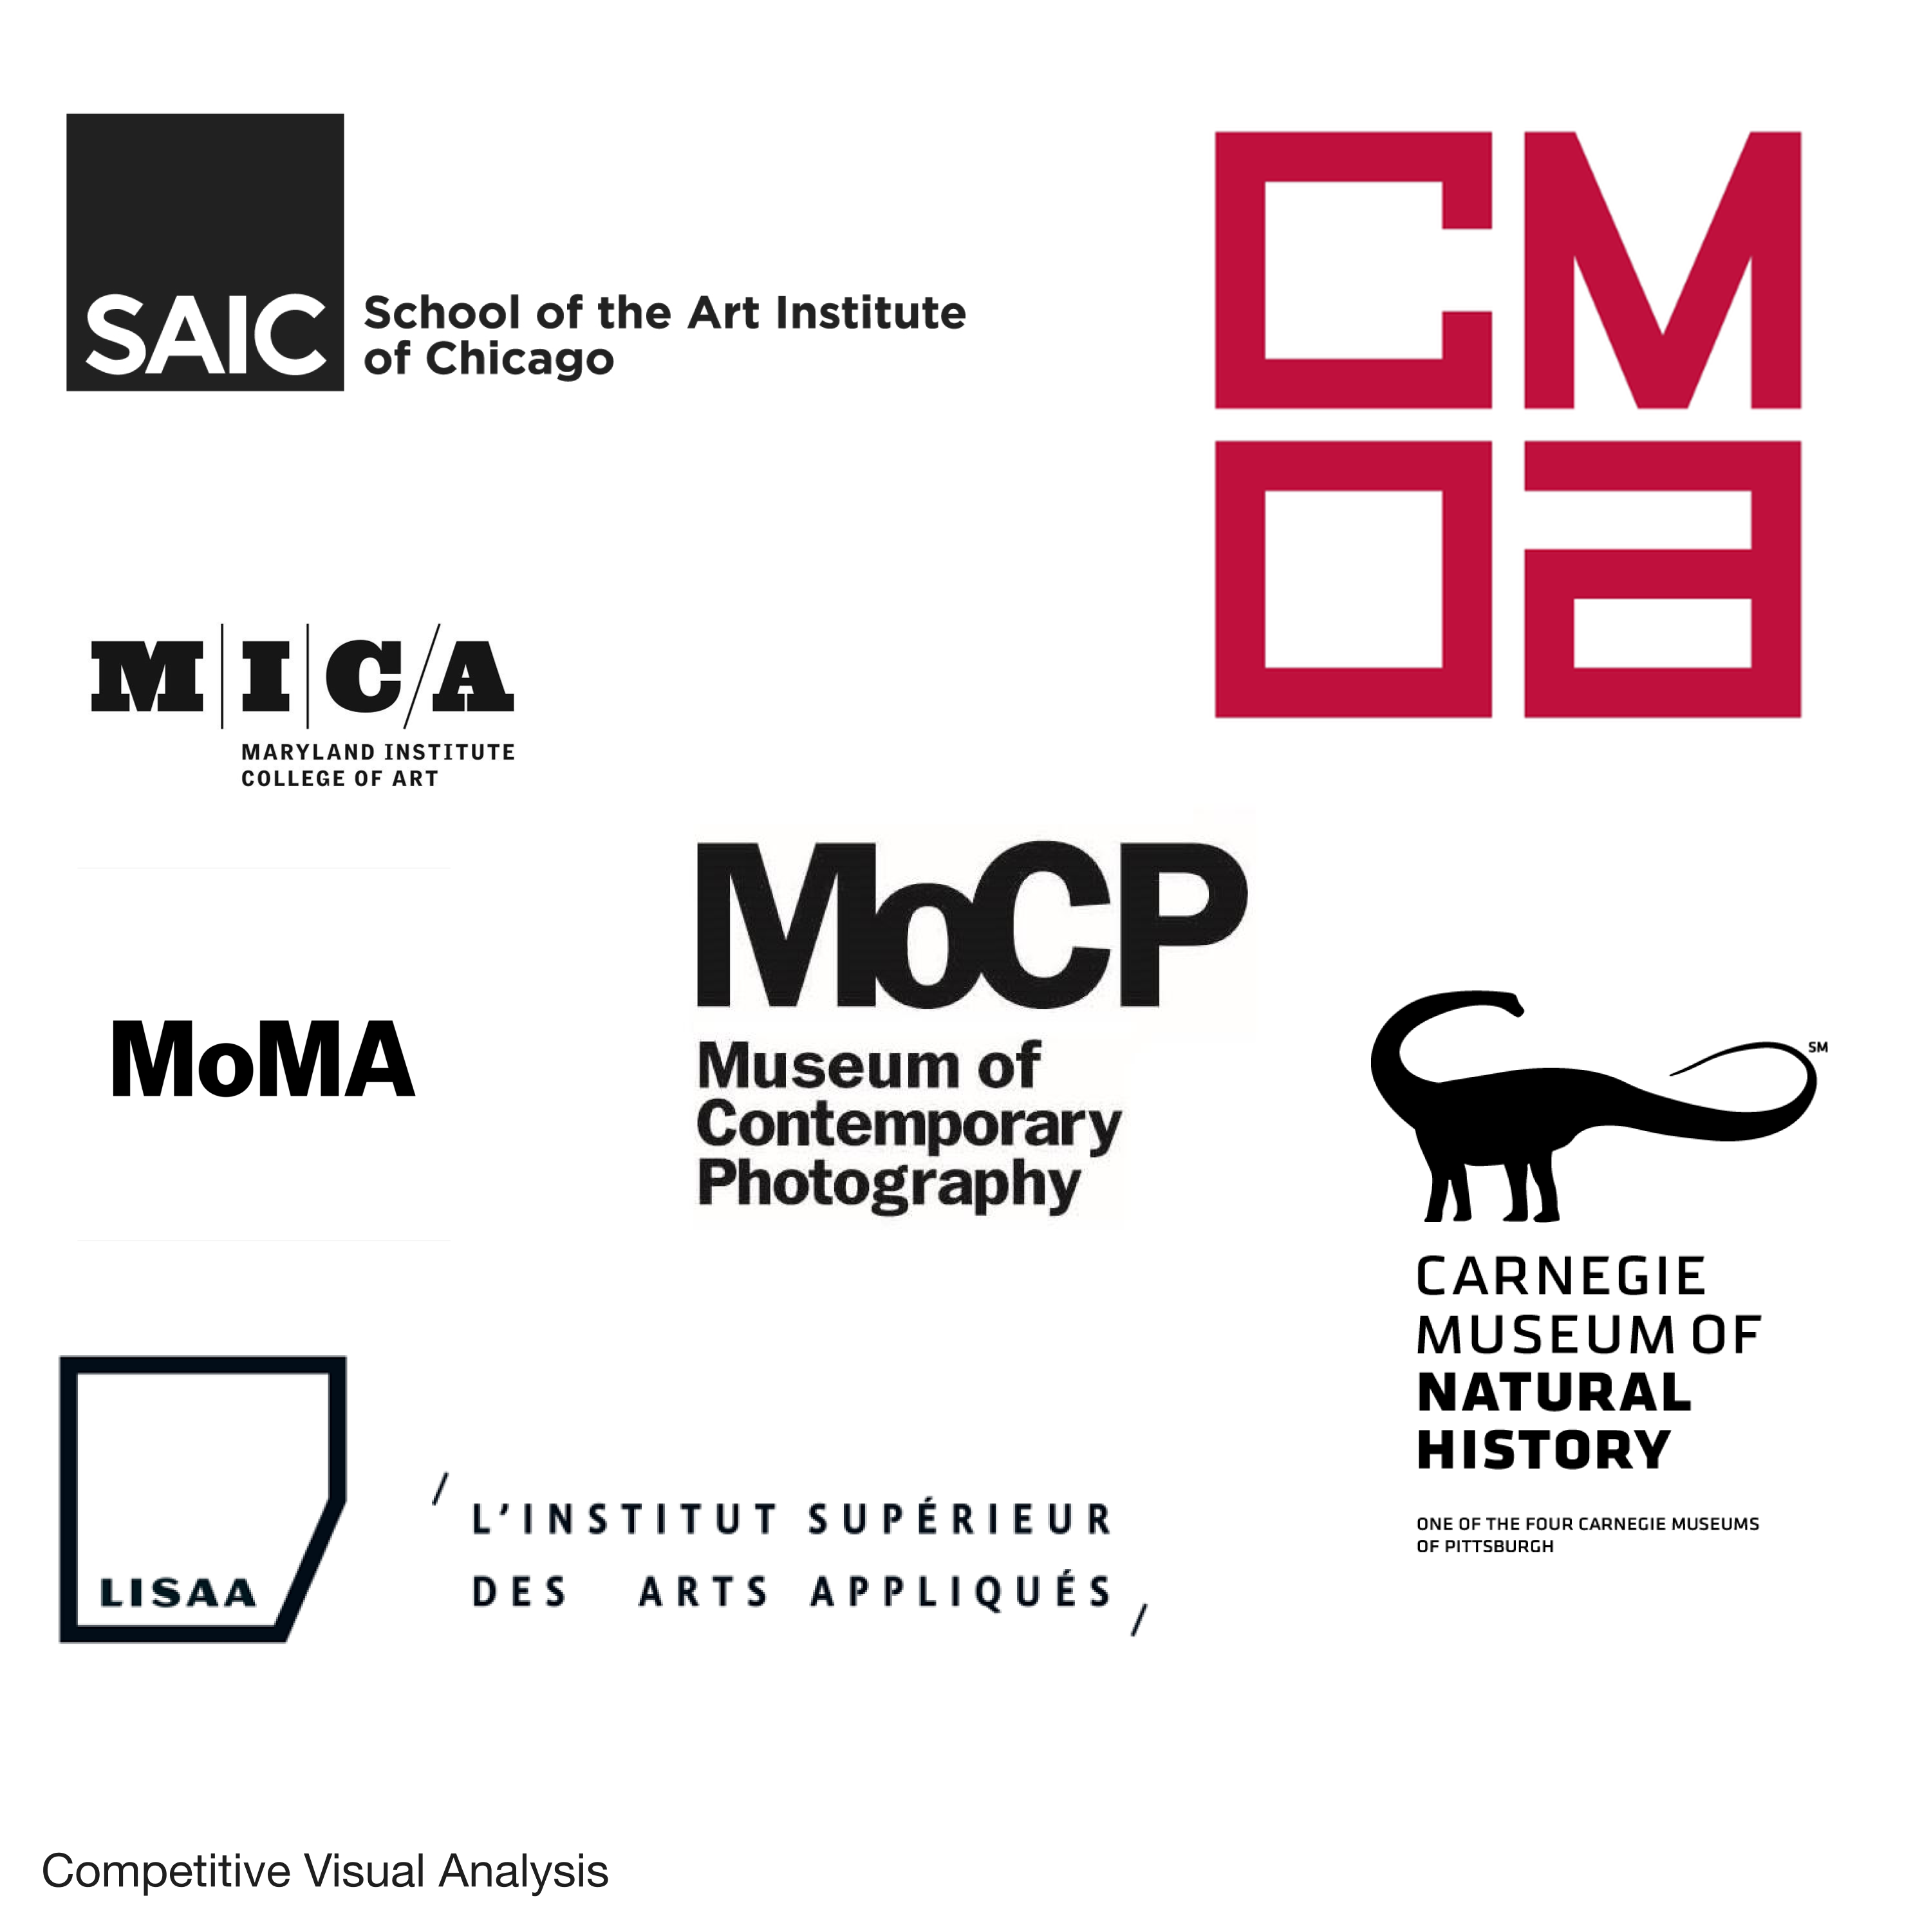 SAIC
School of the Art Institute
of Chicago
CM
oa
M|I|C/A
MARYLAND INSTITUTE
COLLEGE OF ART
MoCP
Museum of
Contemporary
Photography
MoMA
SM
CARNEGIE
MUSEUM OF
NATURAL
HISTORY
ONE OF THE FOUR CARNEGIE MUSEUMS
OF PITTSBURGH
LISAA
/ L’INSTITUT SUPÉRIEUR
DES ARTS APPLIQUÉS /
Competitive Visual Analysis